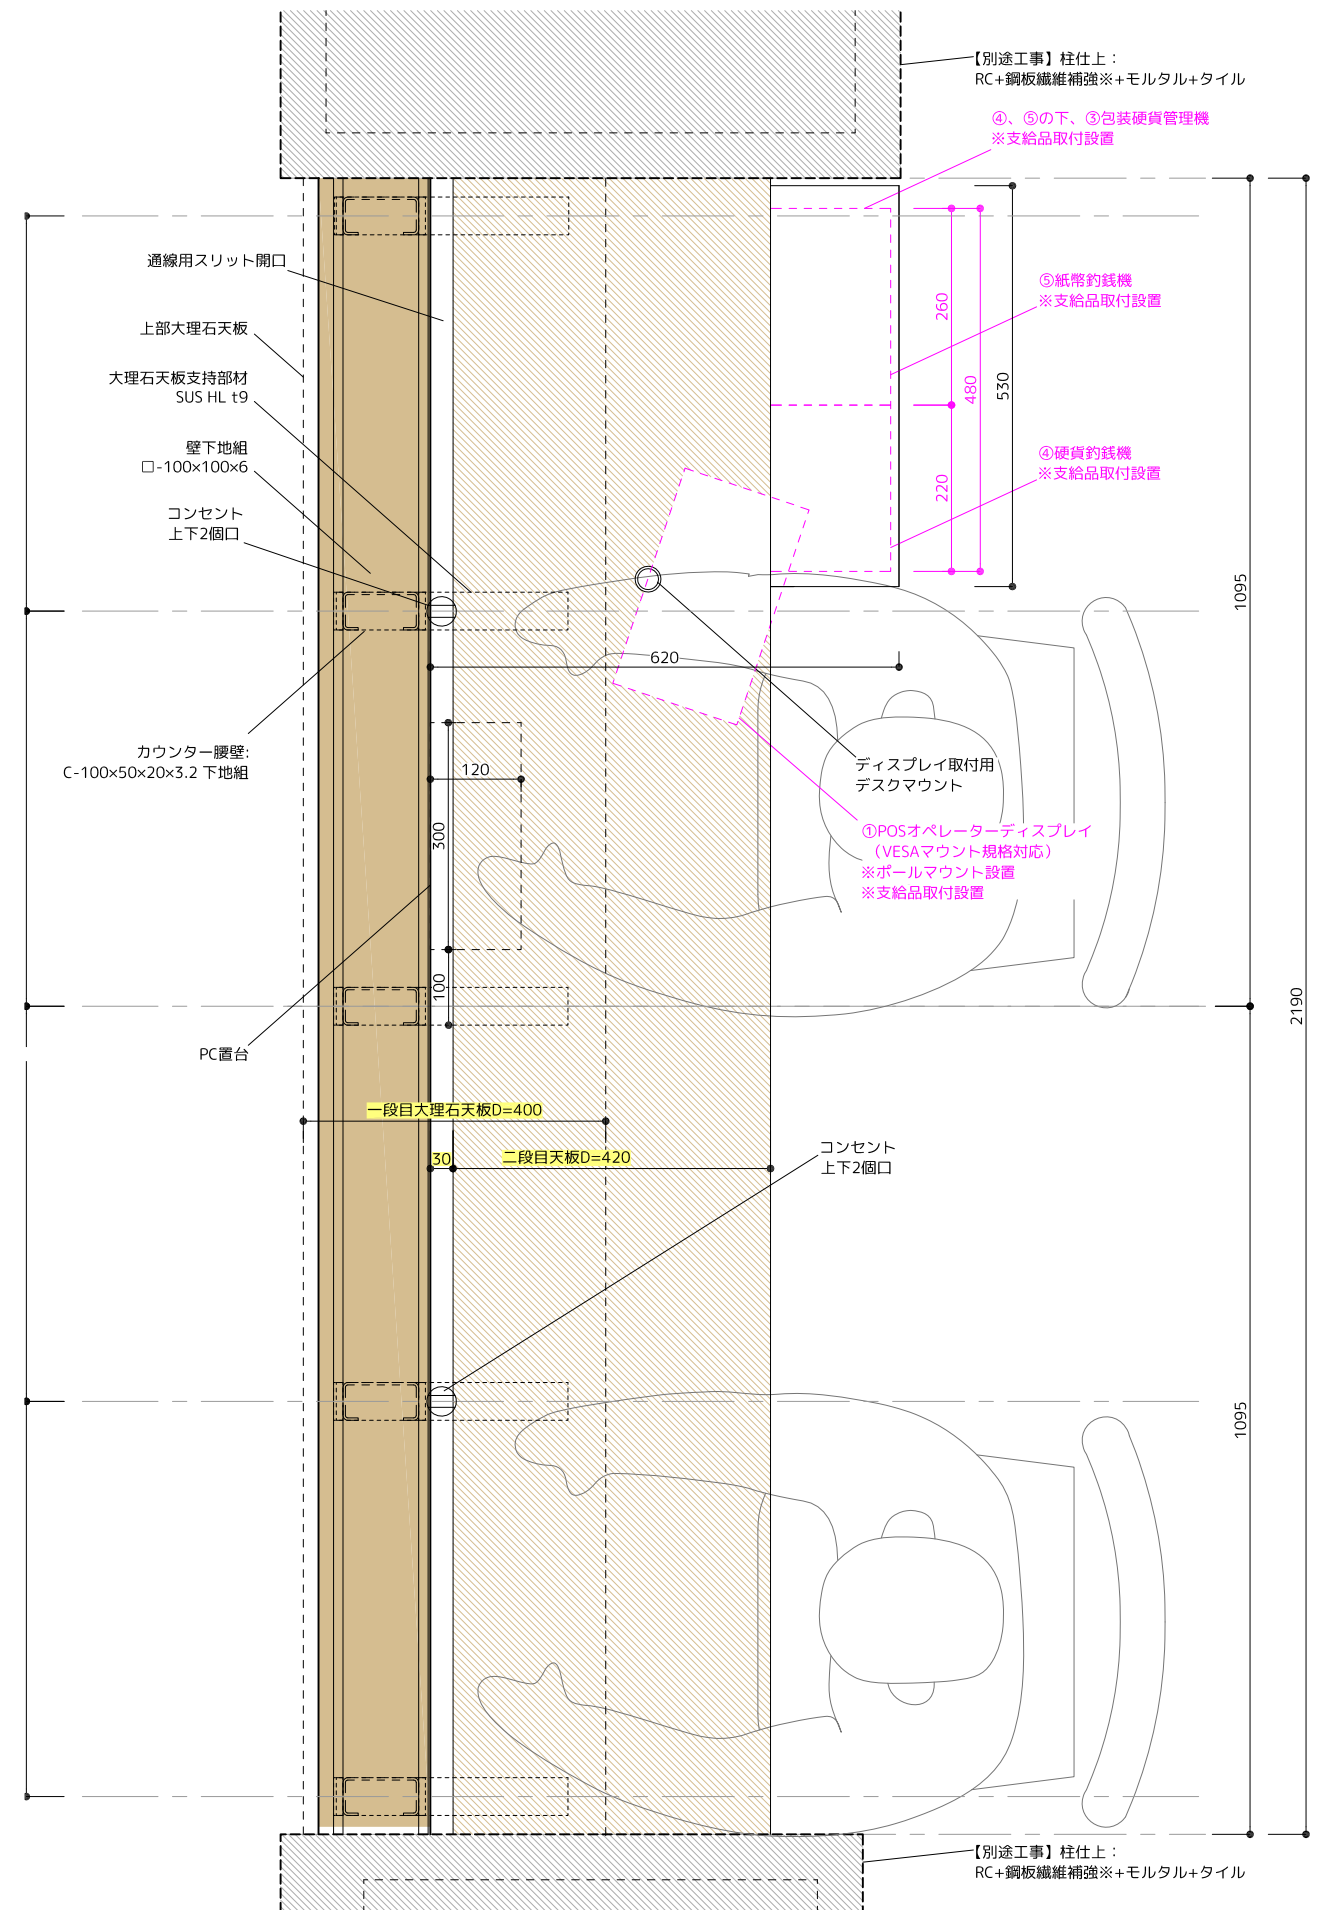 【別途工事】柱仕上：
RC+鋼板繊維補強※+モルタル+タイル
④、⑤の下、③包装硬貨管理機
※支給品取付設置
通線用スリット開口
⑤紙幣釣銭機
※支給品取付設置
260
上部大理石天板
480
530
大理石天板支持部材
SUS HL t9
壁下地組
□-100×100×6
④硬貨釣銭機
※支給品取付設置
220
コンセント
上下2個口
1095
620
カウンター腰壁:
C-100×50×20×3.2 下地組
120
ディスプレイ取付用
デスクマウント
300
①POSオペレーターディスプレイ
（VESAマウント規格対応）
※ポールマウント設置
※支給品取付設置
100
2190
PC置台
一段目大理石天板D=400
30
二段目天板D=420
コンセント
上下2個口
1095
【別途工事】柱仕上：
RC+鋼板繊維補強※+モルタル+タイル